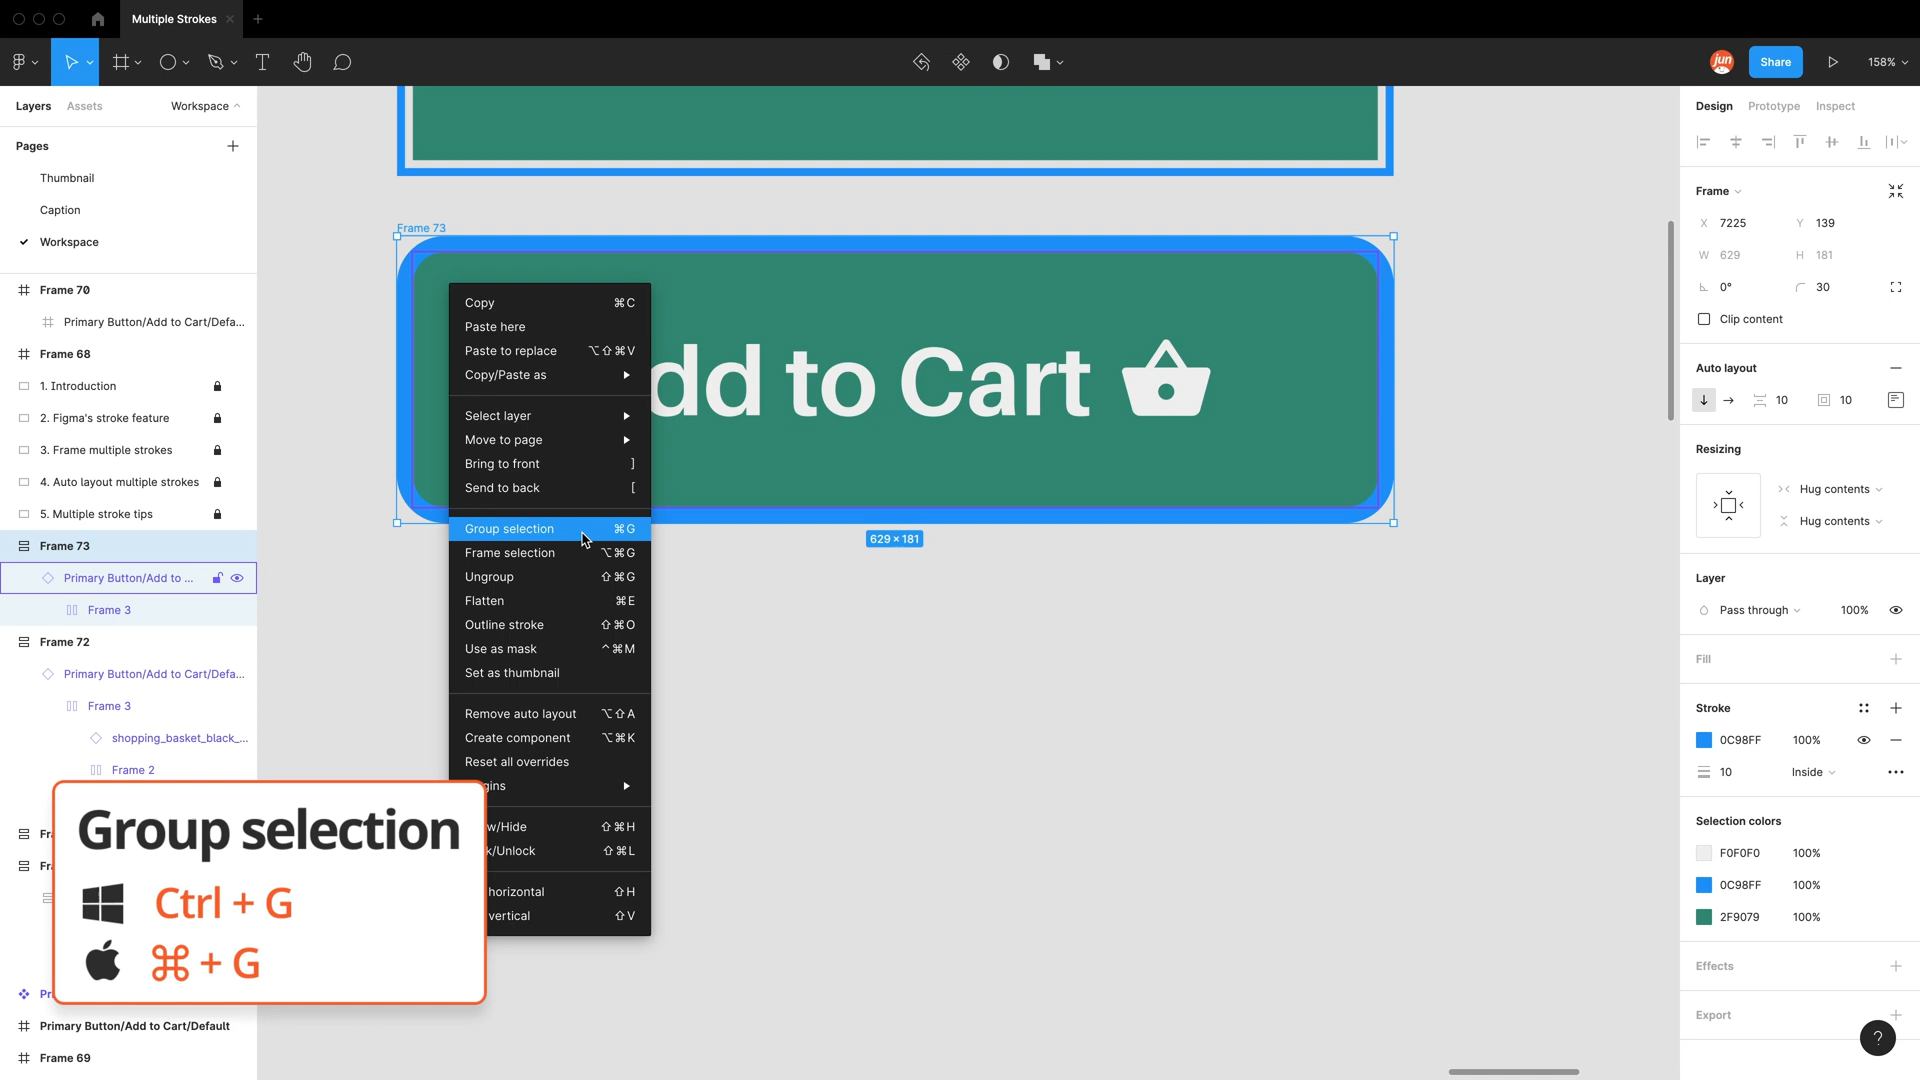 Multiple Strokes
jun
Share
158%
Layers
Assets
Workspace
Pages
Thumbnail
Caption
Workspace
Frame 70
Primary Button/Add to Cart/Defa...
Frame 68
1. Introduction
2. Figma's stroke feature
3. Frame multiple strokes
4. Auto layout multiple strokes
5. Multiple stroke tips
Frame 73
Primary Button/Add to ...
Frame 3
Frame 72
Primary Button/Add to Cart/Defa...
Frame 3
shopping_basket_black_...
Frame 2
Fr
Fr
Pr
Primary Button/Add to Cart/Default
Frame 69
Group selection
Ctrl + G
⌘ + G
Frame 73
dd to Cart
629 × 181
Copy ⌘C
Paste here
Paste to replace ⌥⇧⌘V
Copy/Paste as
Select layer
Move to page
Bring to front ]
Send to back [
Group selection ⌘G
Frame selection ⌥⌘G
Ungroup ⇧⌘G
Flatten ⌘E
Outline stroke ⇧⌘O
Use as mask ^⌘M
Set as thumbnail
Remove auto layout ⌥⇧A
Create component ⌥⌘K
Reset all overrides
gins
w/Hide ⇧⌘H
k/Unlock ⇧⌘L
horizontal ⇧H
vertical ⇧V
Design
Prototype
Inspect
Frame
X 7225 Y 139
W 629 H 181
0° 30
Clip content
Auto layout
10 10
Resizing
Hug contents
Hug contents
Layer
Pass through 100%
Fill
Stroke
0C98FF 100%
10 Inside
Selection colors
F0F0F0 100%
0C98FF 100%
2F9079 100%
Effects
Export
?